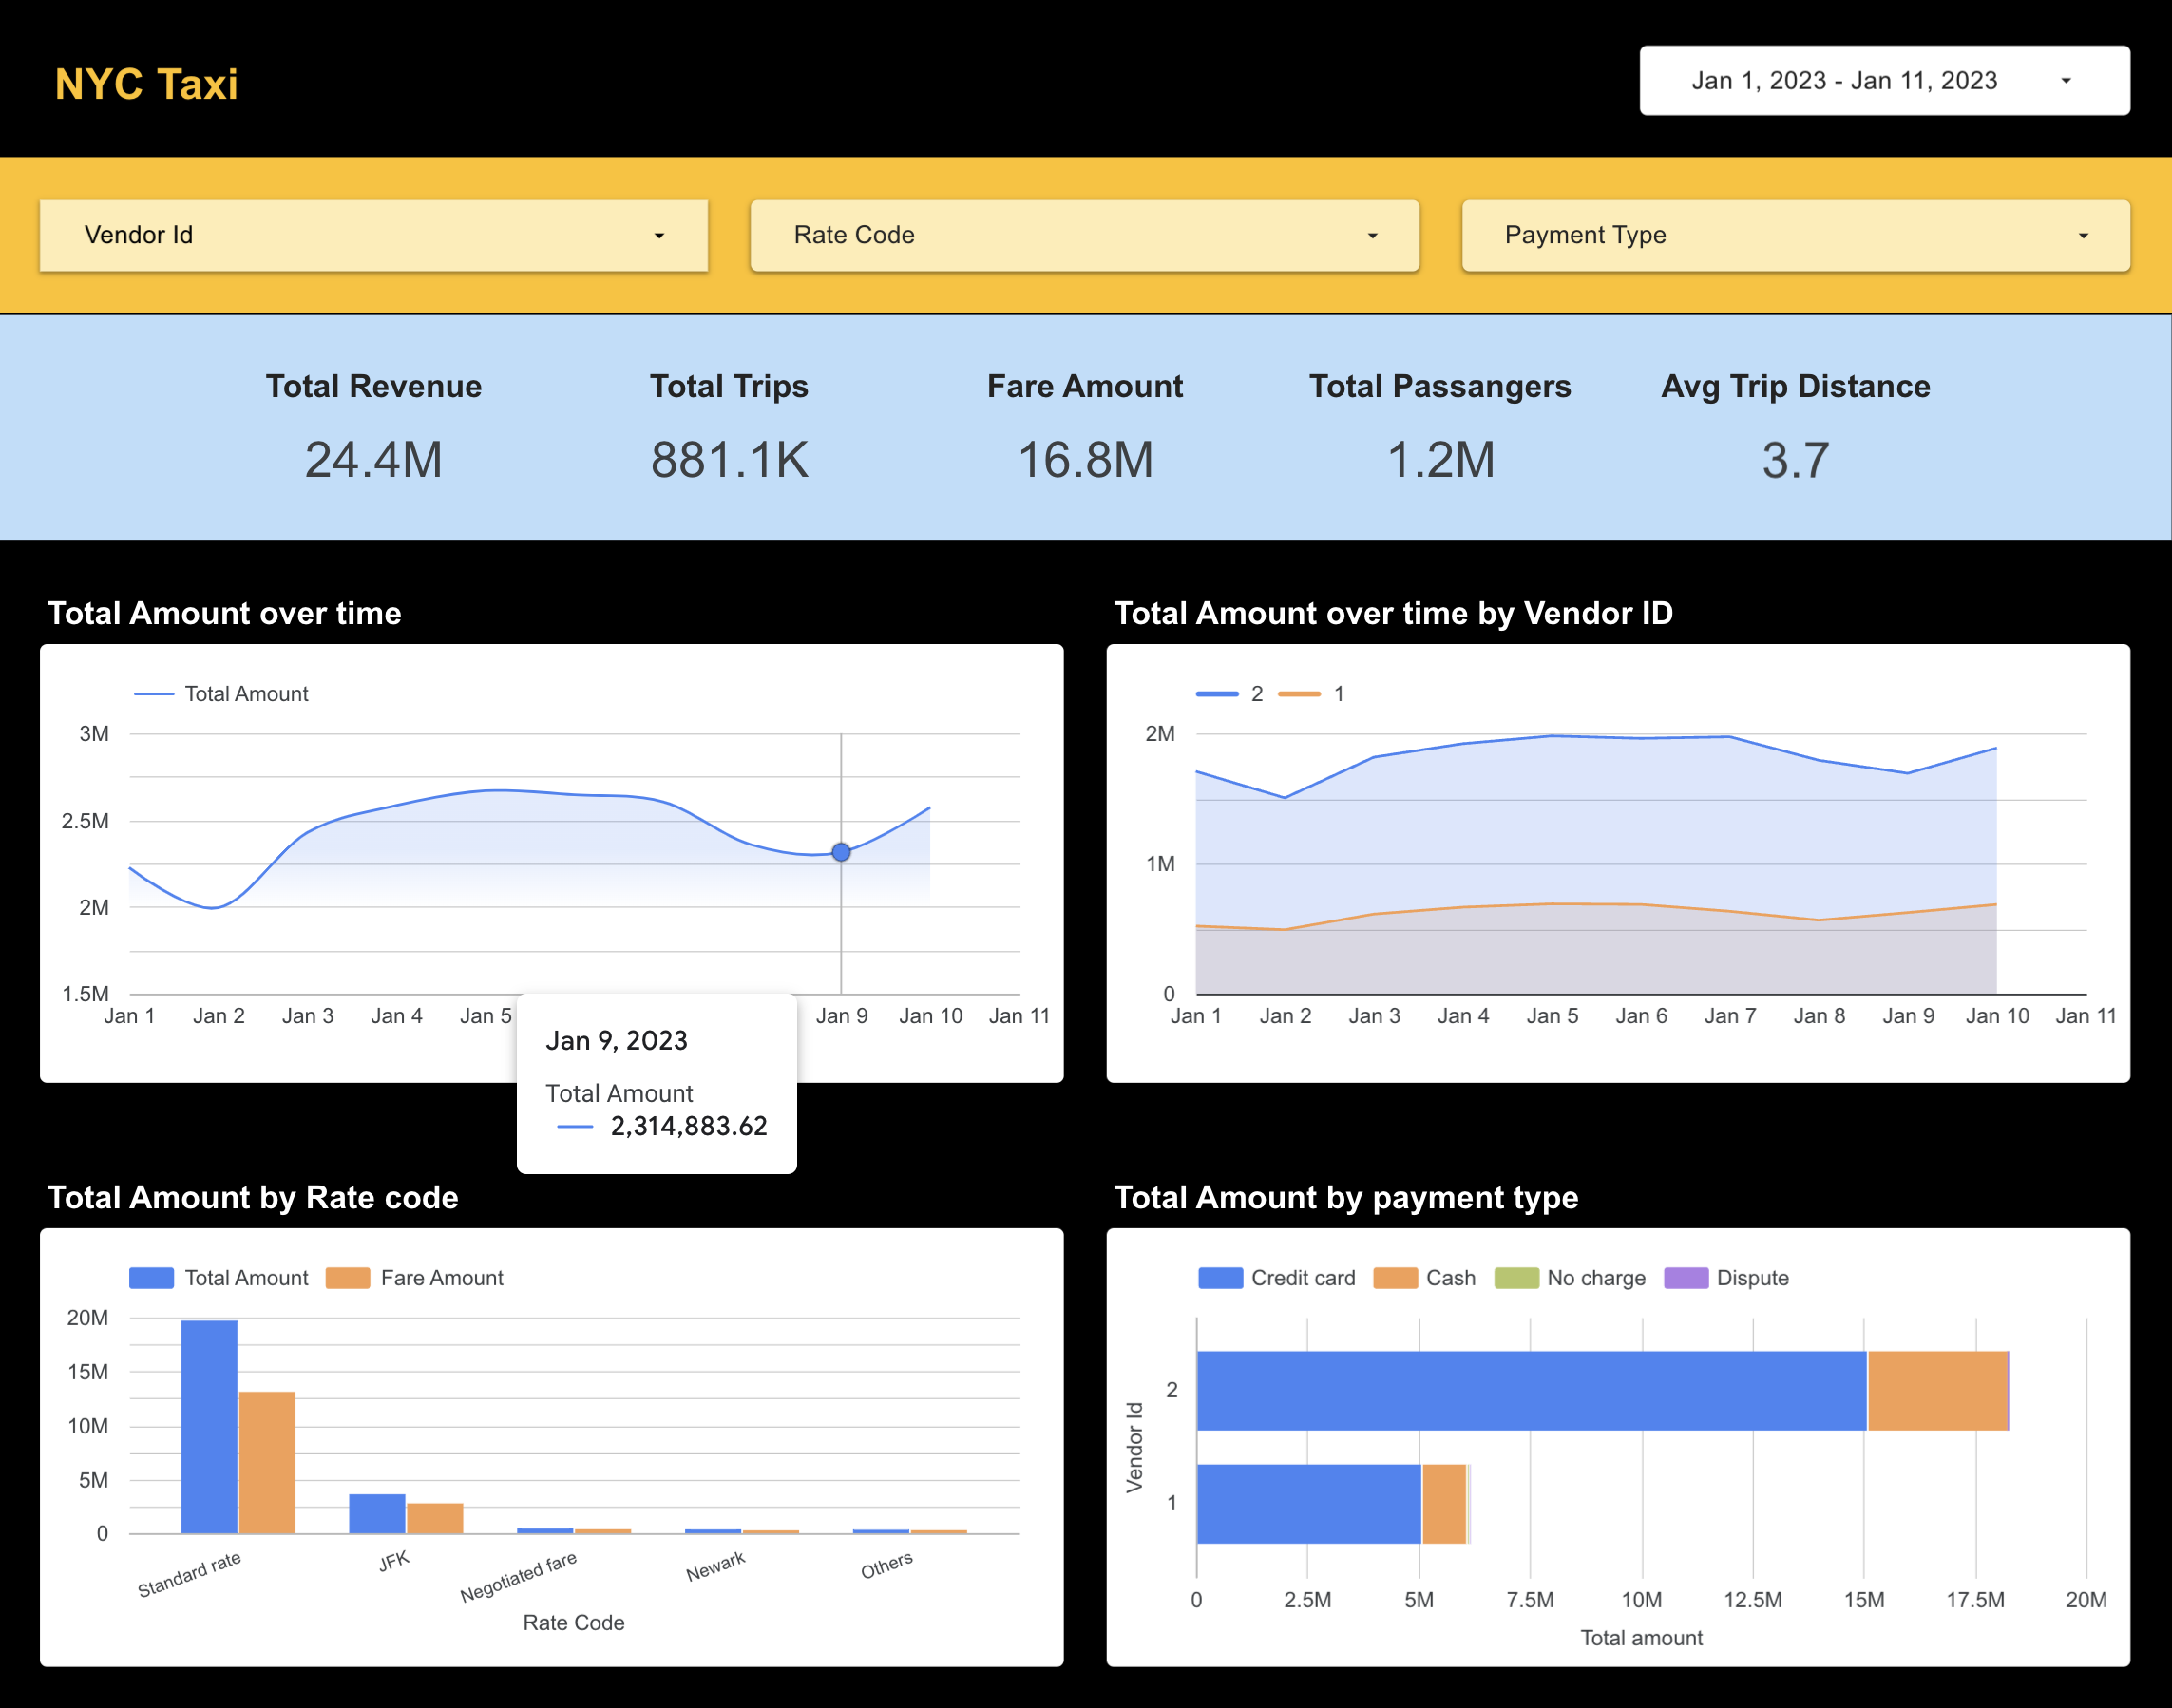 NYC Taxi
Jan 1, 2023 - Jan 11, 2023
Vendor Id
Rate Code
Payment Type
Total Revenue
24.4M
Total Trips
881.1K
Fare Amount
16.8M
Total Passangers
1.2M
Avg Trip Distance
3.7
Total Amount over time
Total Amount
3M
2.5M
2M
1.5M
Jan 1 Jan 2 Jan 3 Jan 4 Jan 5 Jan 9 Jan 10 Jan 11
Jan 9, 2023
Total Amount
2,314,883.62
Total Amount over time by Vendor ID
2 1
2M
1M
0
Jan 1 Jan 2 Jan 3 Jan 4 Jan 5 Jan 6 Jan 7 Jan 8 Jan 9 Jan 10 Jan 11
Total Amount by Rate code
Total Amount Fare Amount
20M
15M
10M
5M
0
Standard rate JFK Negotiated fare Newark Others
Rate Code
Total Amount by payment type
Credit card Cash No charge Dispute
Vendor Id
2
1
0 2.5M 5M 7.5M 10M 12.5M 15M 17.5M 20M
Total amount